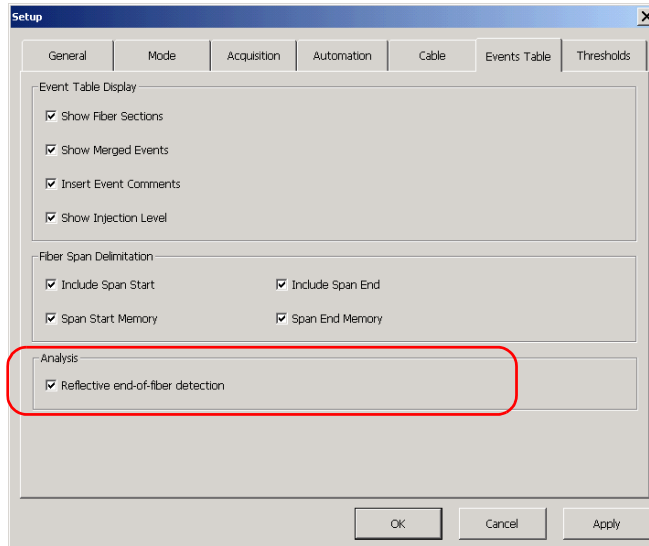 Setup
General Mode Acquisition Automation Cable Events Table Thresholds
Event Table Display
Show Fiber Sections
Show Merged Events
Insert Event Comments
Show Injection Level
Fiber Span Delimitation
Include Span Start Include Span End
Span Start Memory Span End Memory
Analysis
Reflective end-of-fiber detection
OK Cancel Apply